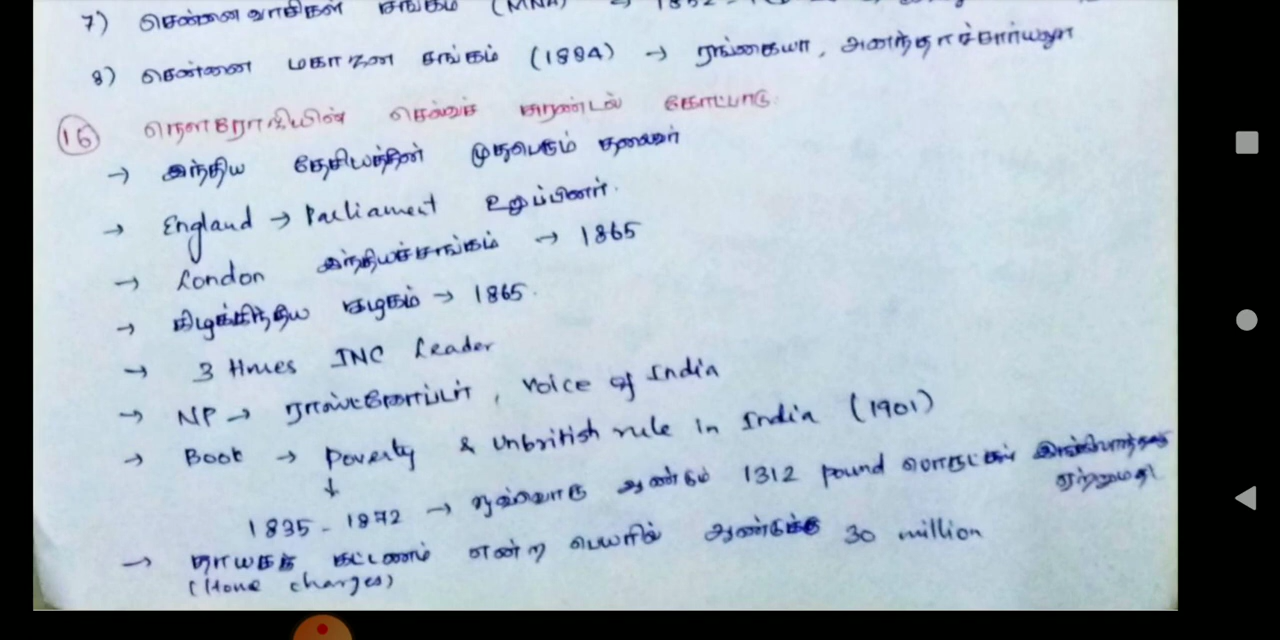 7) சென்னைவாசிகள் சங்கம் (MNA) → 1852
8) சென்னை மகாஜன சங்கம் (1884) → ரங்கையா, அனந்தாச்சார்யலு
16 நௌரோஜியின் செல்வச் சுரண்டல் கோட்பாடு
→ இந்திய தேசியத்தின் முதுபெரும் தலைவர்
→ England → Parliament உறுப்பினர்.
→ London இந்தியச்சங்கம் → 1865
→ கிழக்கிந்திய கழகம் → 1865.
→ 3 times INC Leader
→ NP → ராஸ்ட்கோப்டர், Voice of India
→ Book → Poverty & Unbritish rule in India (1901)
↓
1835 - 1872 → ஒவ்வொரு ஆண்டும் 1312 pound பொருட்கள்
ஏற்றுமதி
→ தாயகத் கட்டணம் என்ற பெயரில் ஆண்டுக்கு 30 million
(Home charges)